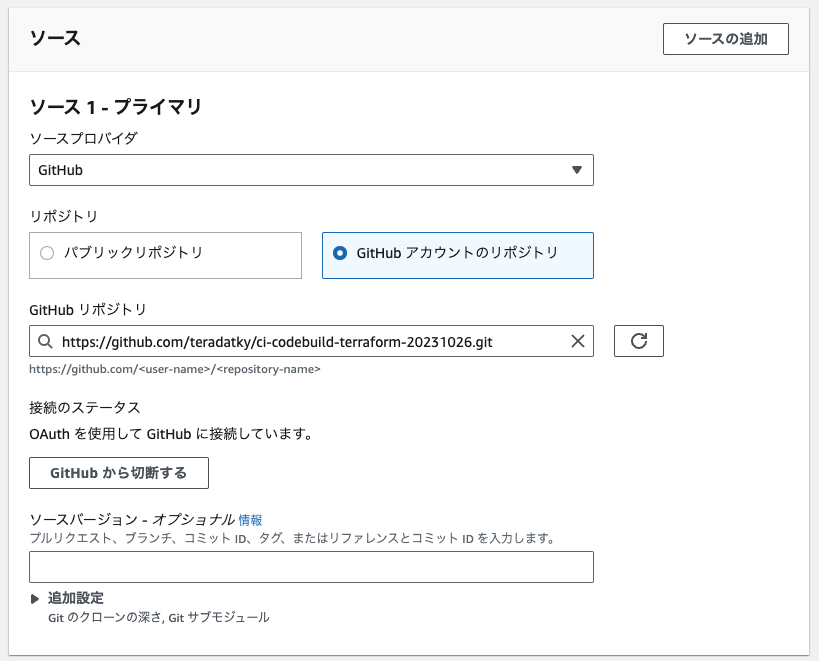 ソース
ソースの追加
ソース 1 - プライマリ
ソースプロバイダ
GitHub
リポジトリ
パブリックリポジトリ
GitHub アカウントのリポジトリ
GitHub リポジトリ
https://github.com/teradatky/ci-codebuild-terraform-20231026.git
https://github.com/<user-name>/<repository-name>
接続のステータス
OAuth を使用して GitHub に接続しています。
GitHub から切断する
ソースバージョン - オプショナル 情報
プルリクエスト、ブランチ、コミット ID、タグ、またはリファレンスとコミット ID を入力します。
追加設定
Git のクローンの深さ, Git サブモジュール